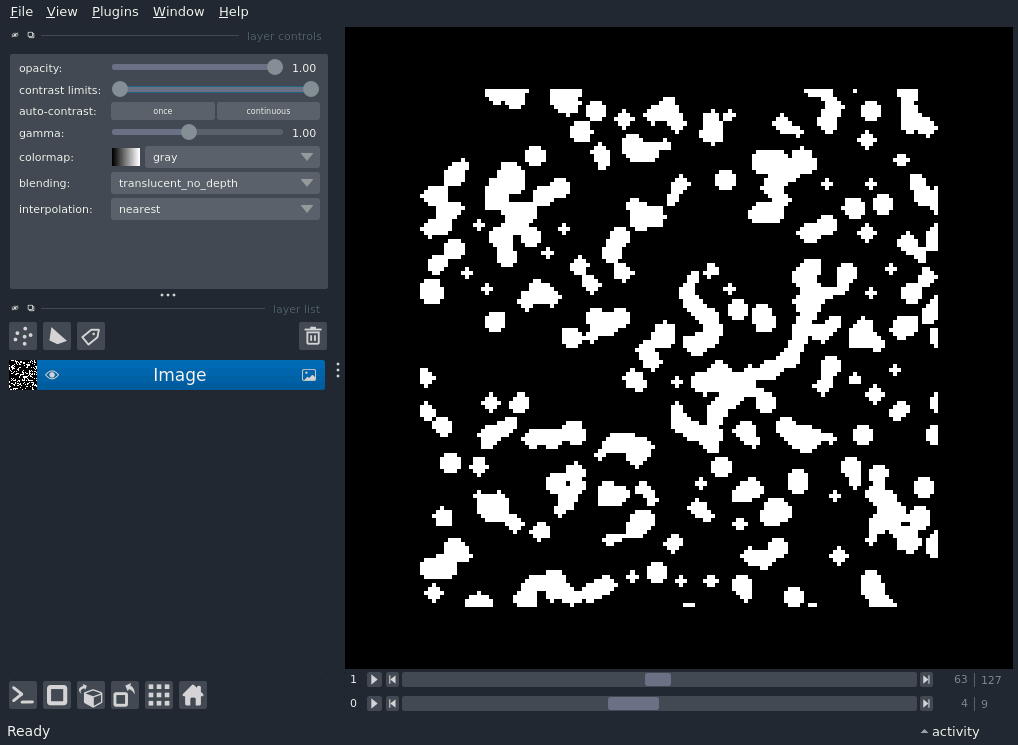 File View Plugins Window Help
layer controls
opacity: 1.00
contrast limits:
auto-contrast: once continuous
gamma: 1.00
colormap: gray
blending: translucent_no_depth
interpolation: nearest
layer list
Image
1 63 127
0 4 9
Ready activity